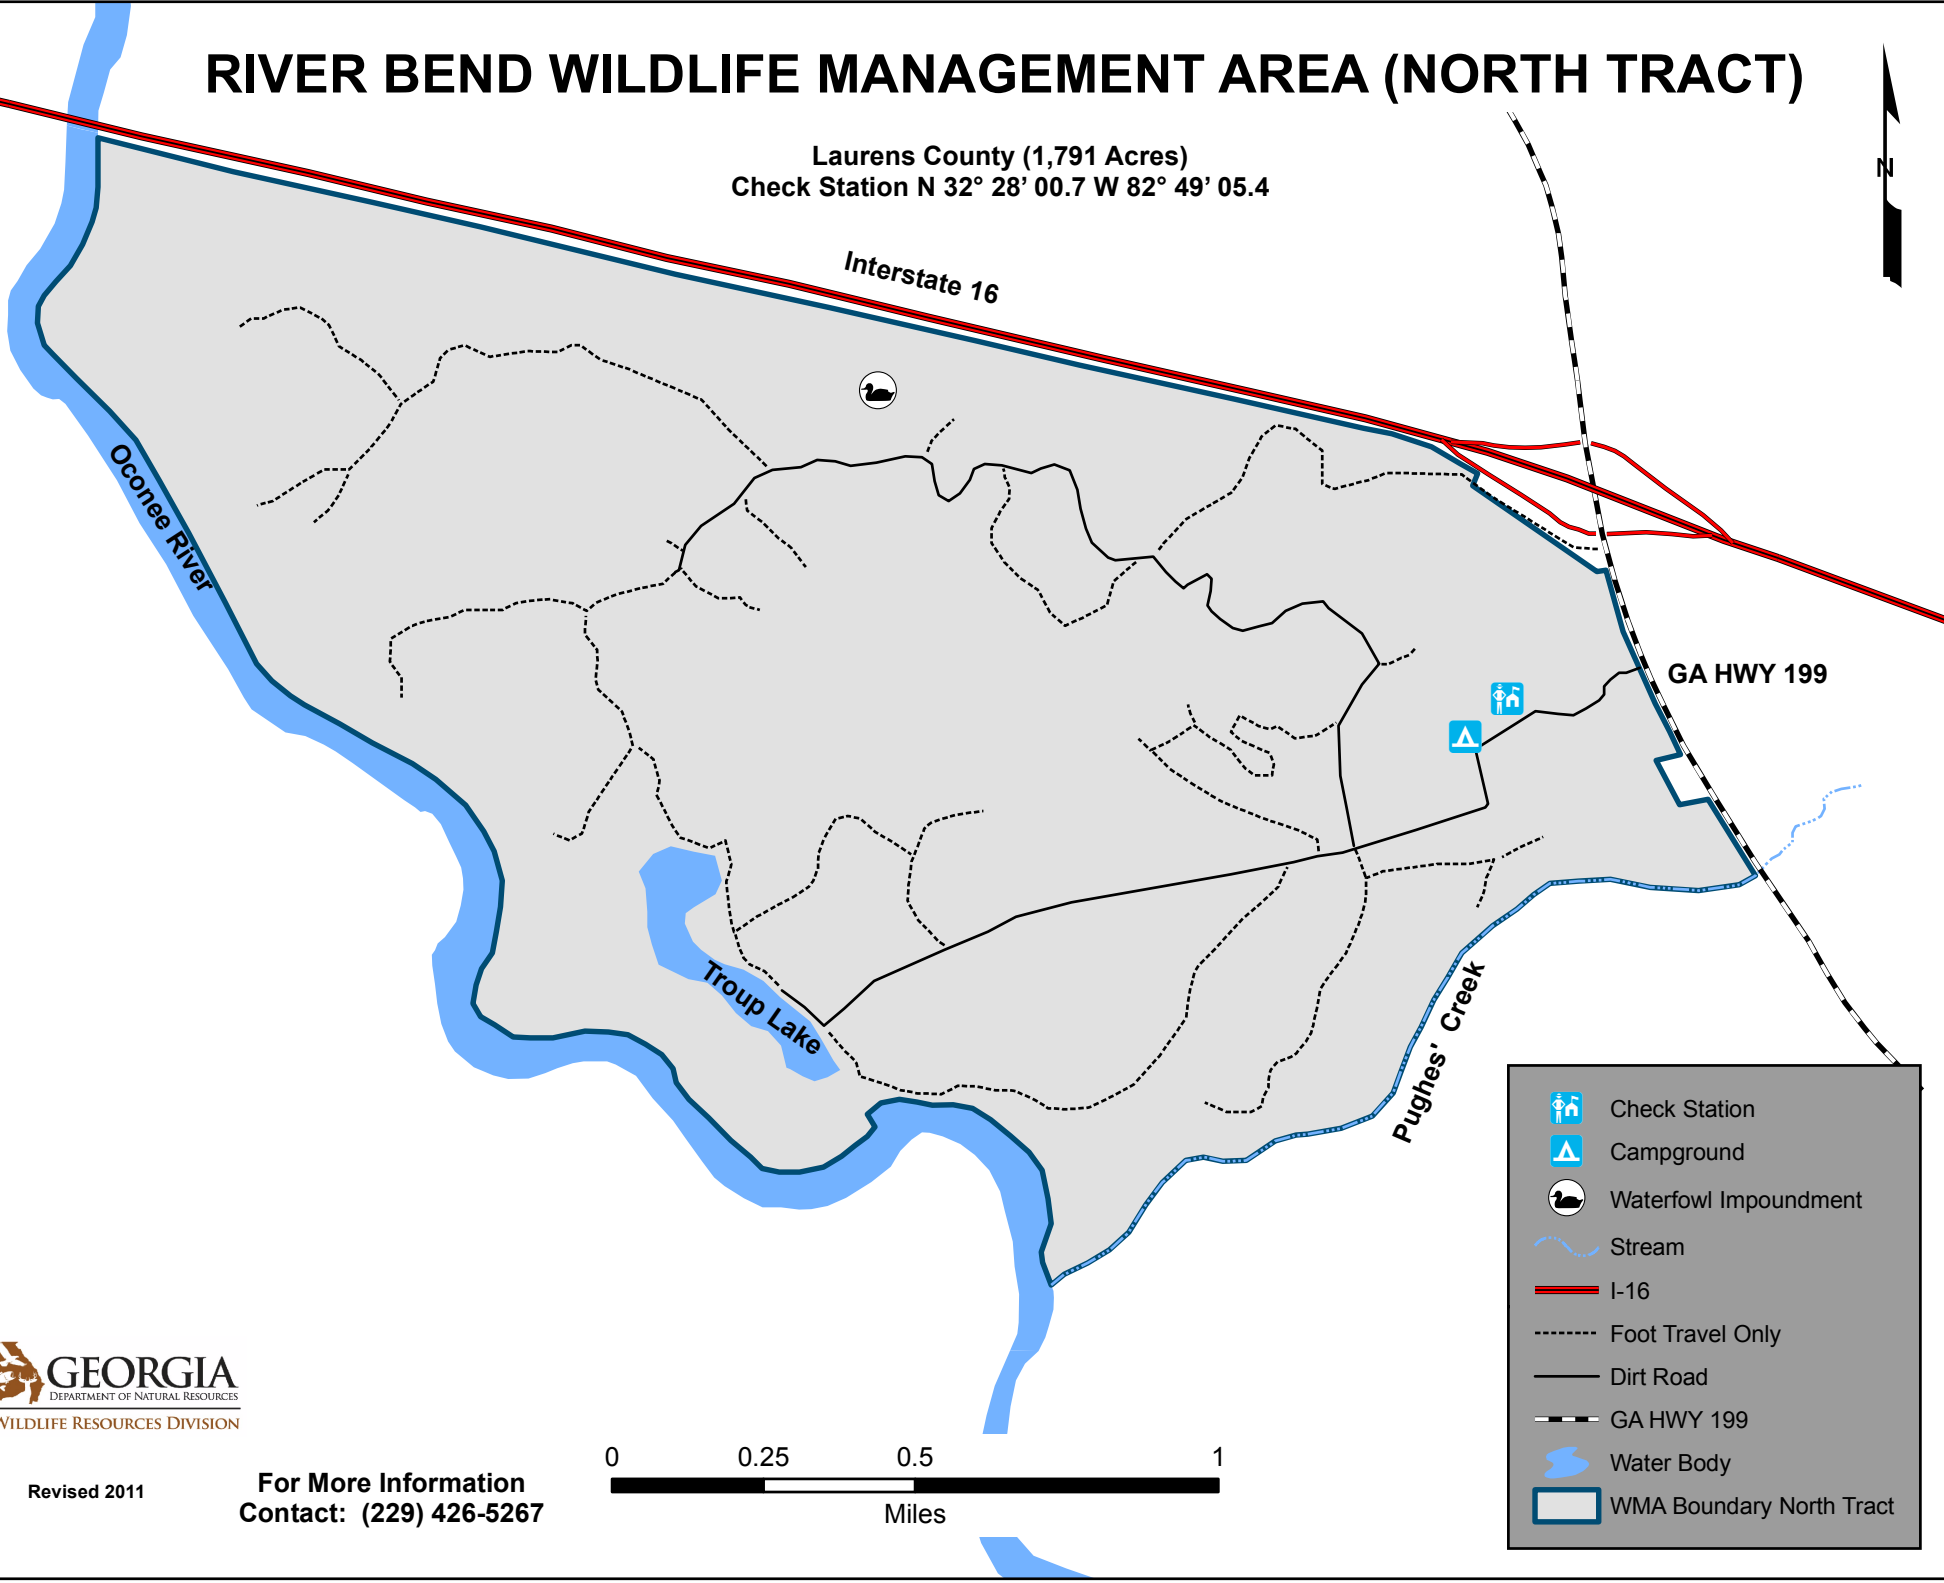 RIVER BEND WILDLIFE MANAGEMENT AREA (NORTH TRACT)
Laurens County (1,791 Acres)
Check Station N 32° 28’ 00.7 W 82° 49’ 05.4
N
Interstate 16
Oconee River
GA HWY 199
Troup Lake
Pughes' Creek
Check Station
Campground
Waterfowl Impoundment
Stream
I-16
Foot Travel Only
Dirt Road
GA HWY 199
Water Body
WMA Boundary North Tract
GEORGIA
DEPARTMENT OF NATURAL RESOURCES
WILDLIFE RESOURCES DIVISION
Revised 2011
For More Information
Contact: (229) 426-5267
0 0.25 0.5 1
Miles